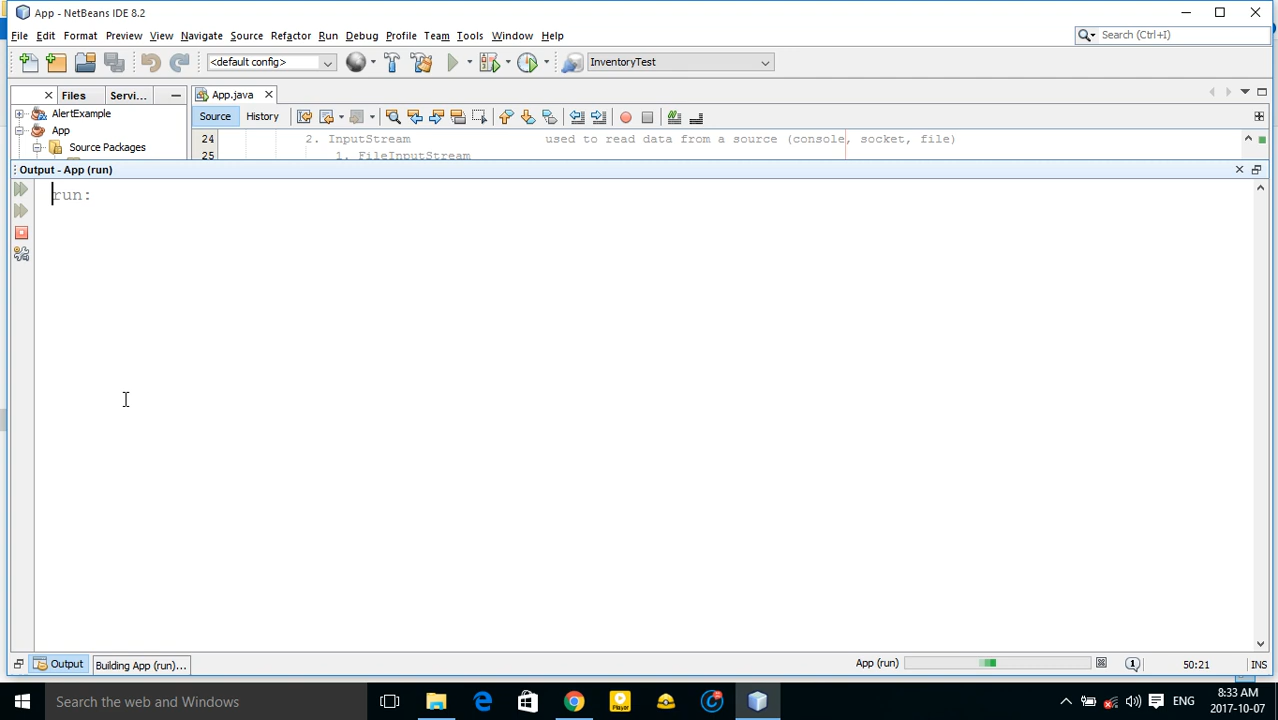 App - NetBeans IDE 8.2
File Edit Format Preview View Navigate Source Refactor Run Debug Profile Team Tools Window Help
Search (Ctrl+I)
<default config>
InventoryTest
Files Servi...
App.java
AlertExample
App
Source Packages
Source History
24 2. InputStream used to read data from a source (console, socket, file)
25 1. FileInputStream
Output - App (run)
run:
Output
Building App (run)...
App (run)
1
50:21
INS
Search the web and Windows
Player
ENG
8:33 AM
2017-10-07